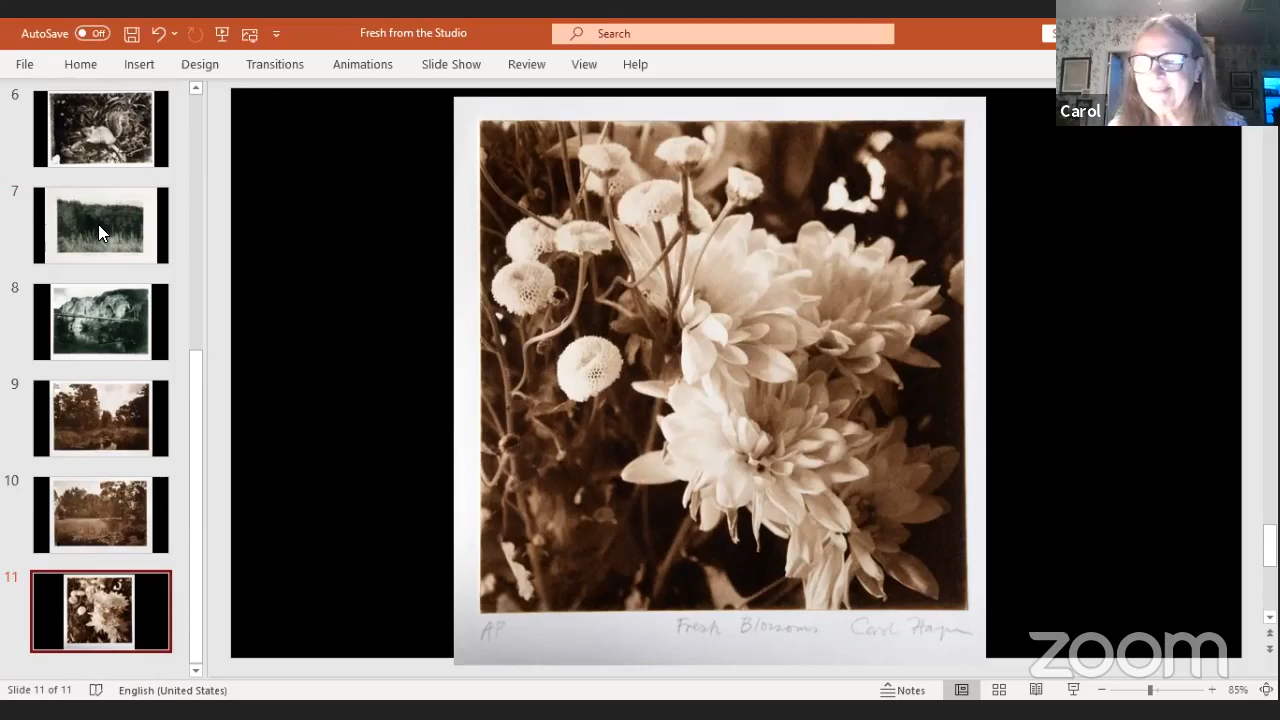 AutoSave Off Fresh from the Studio Search
File Home Insert Design Transitions Animations Slide Show Review View Help
Carol
6
7
8
9
10
11
AP Fresh Blossoms Carol
zoom
Slide 11 of 11 English (United States) Notes 85%